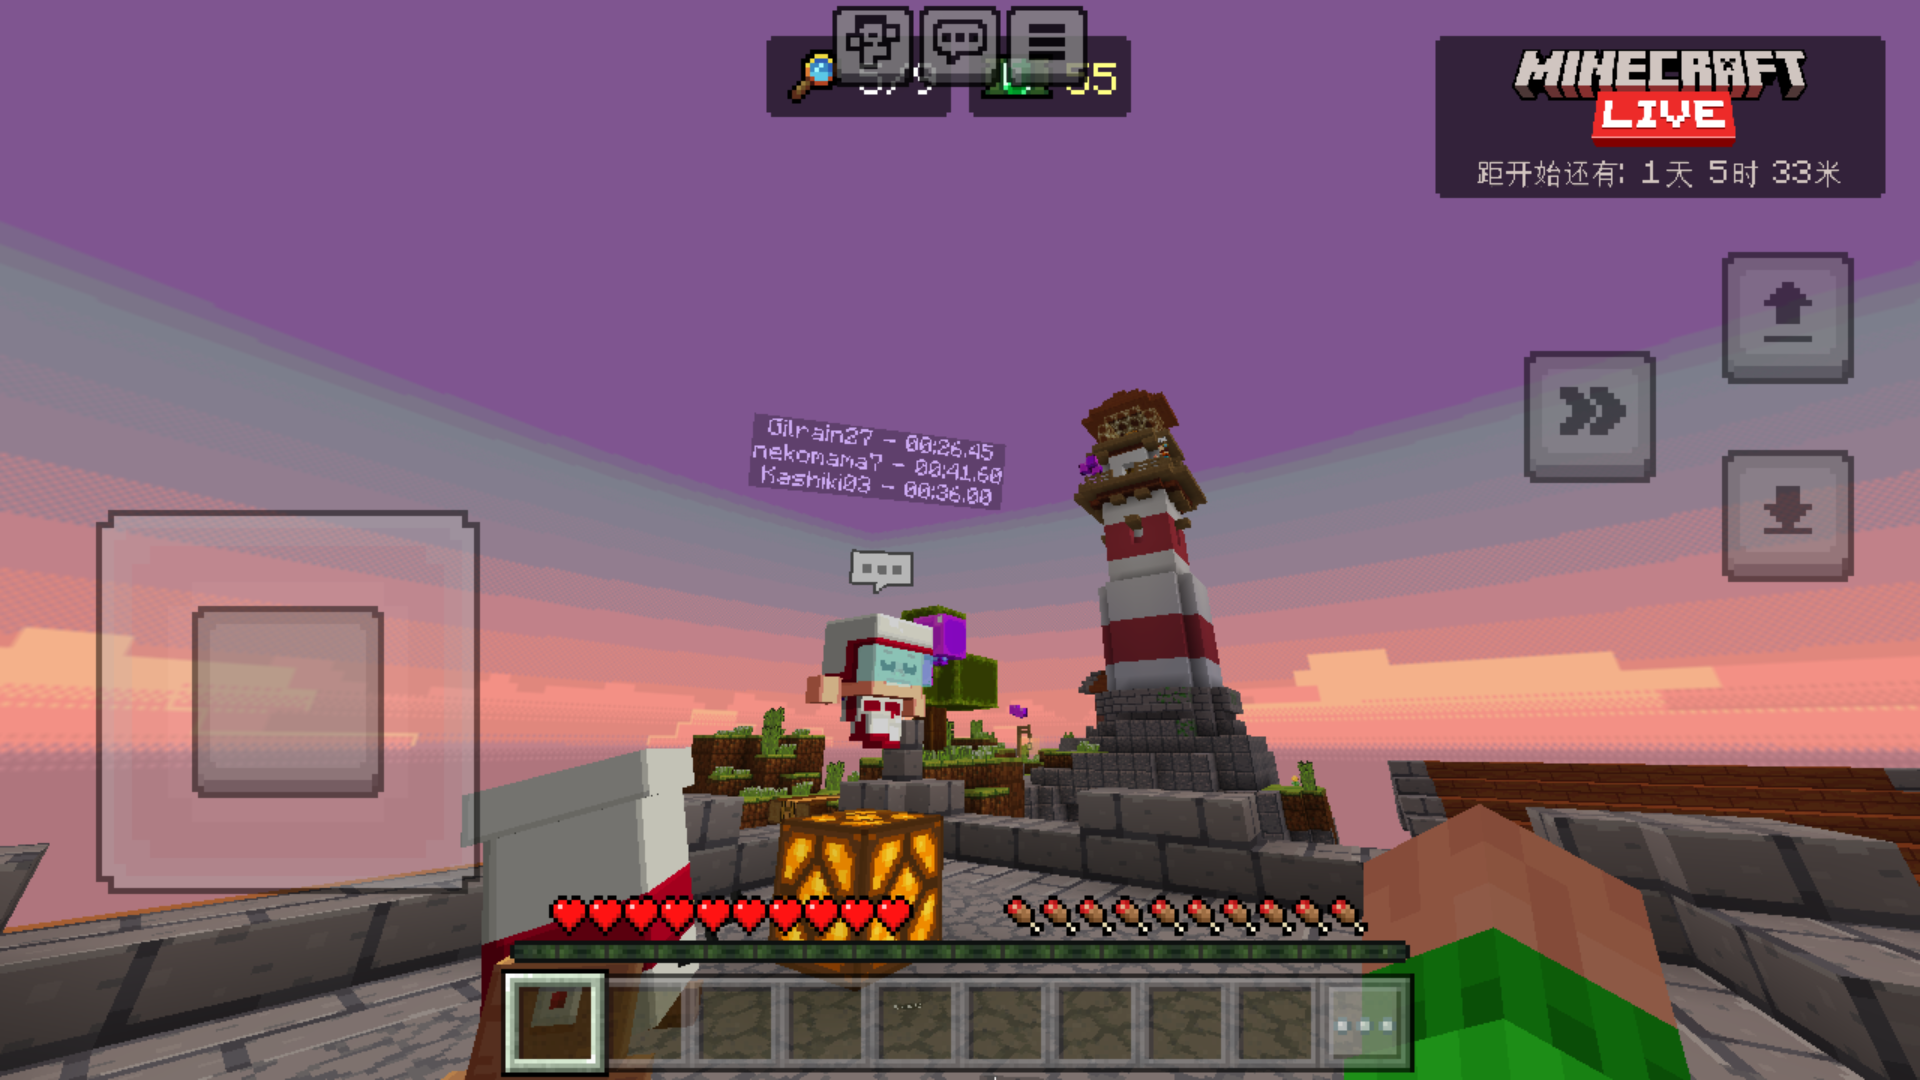 55
MINECRAFT
LIVE
距开始还有: 1天 5时 33米
Gilrain27 - 00:26.45
nekomama7 - 00:41.60
Kashiki03 - 00:36.00